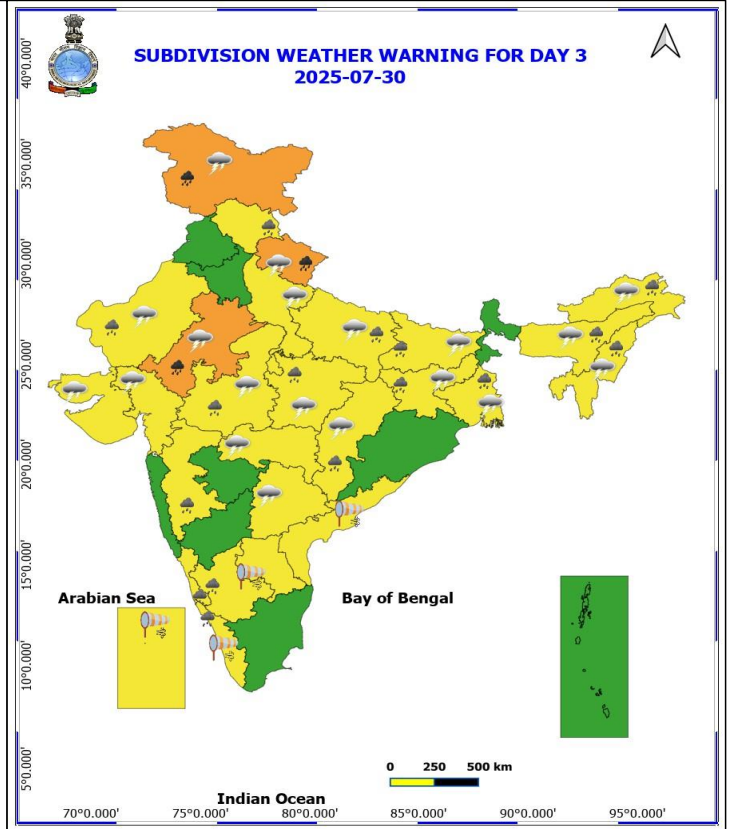 SUBDIVISION WEATHER WARNING FOR DAY 3
2025-07-30
40°0.000'
35°0.000'
30°0.000'
25°0.000'
20°0.000'
15°0.000'
10°0.000'
5°0.000'
Arabian Sea
Bay of Bengal
0 250 500 km
Indian Ocean
70°0.000' 75°0.000' 80°0.000' 85°0.000' 90°0.000' 95°0.000'